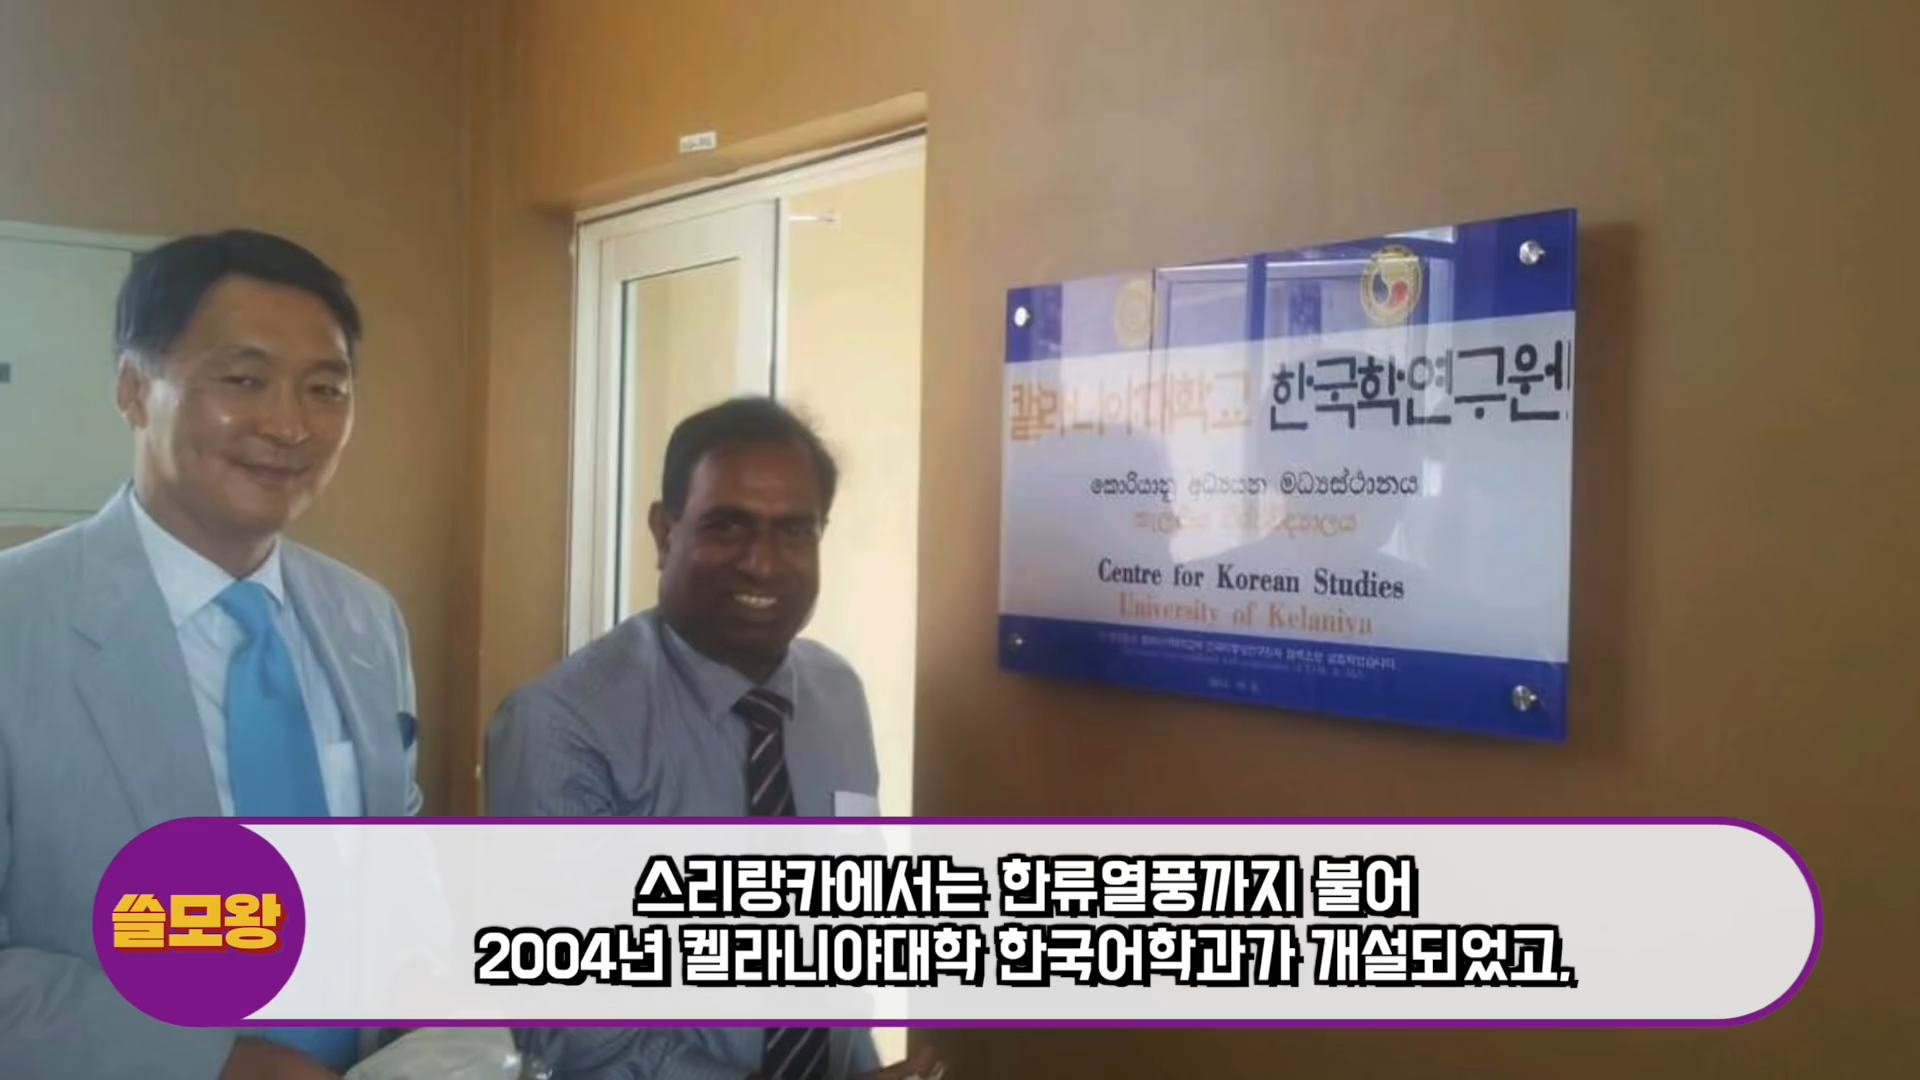 칼라니야대학교 한국학연구원
කොරියානු අධ්‍යයන මධ්‍යස්ථානය
Centre for Korean Studies
University of Kelaniya
쓸모왕
스리랑카에서는 한류열풍까지 불어
2004년 켈라니야대학 한국어학과가 개설되었고,